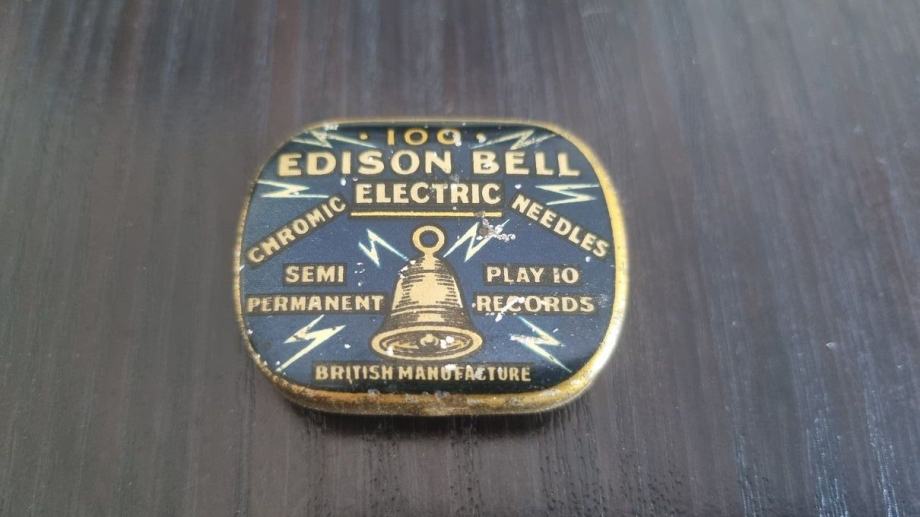 · 100 ·
EDISON BELL
ELECTRIC
CHROMIC NEEDLES
SEMI PERMANENT
PLAY 10 RECORDS
BRITISH MANUFACTURE